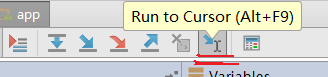 app
Run to Cursor (Alt+F9)
Variables